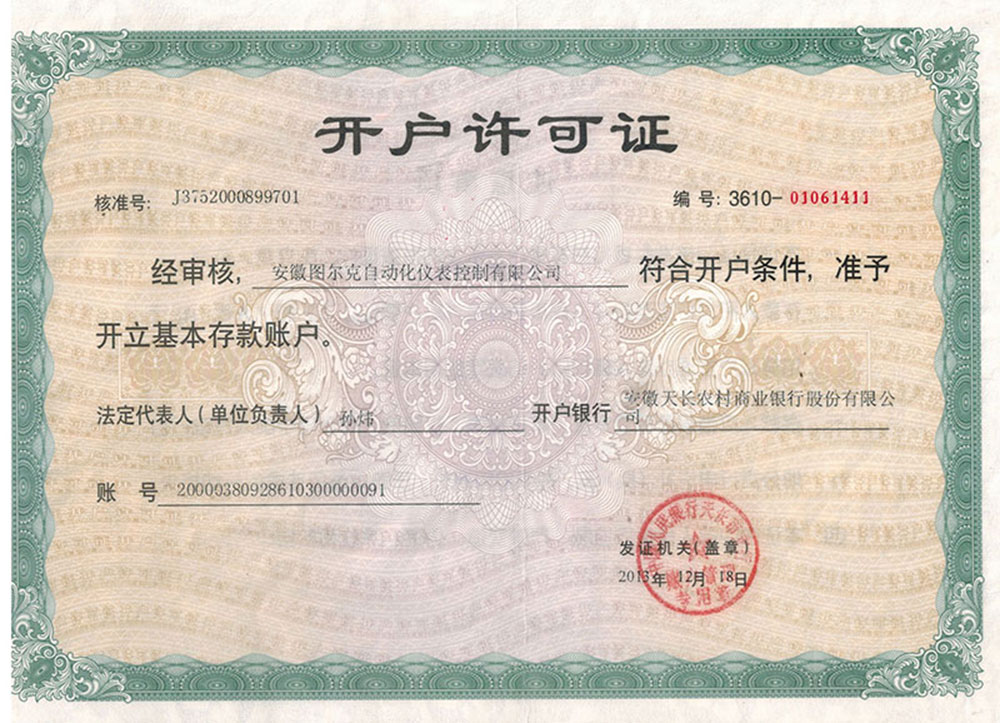 开户许可证
核准号: J3752000899701 编 号: 3610-01061411
经审核, 安徽图尔克自动化仪表控制有限公司 符合开户条件, 准予
开立基本存款账户。
法定代表人(单位负责人) 孙炜 开户银行 安徽天长农村商业银行股份有限公
司
账 号 20000380928610300000091
发证机关(盖章)
2013年 12月 18日